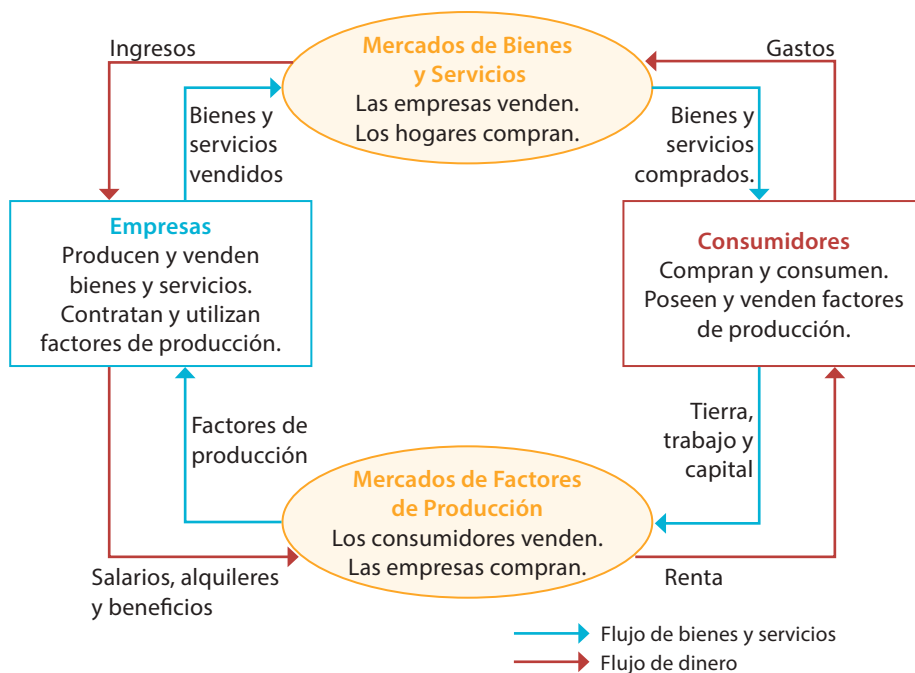 Ingresos
Mercados de Bienes
y Servicios
Las empresas venden.
Los hogares compran.
Gastos
Bienes y
servicios
vendidos
Bienes y
servicios
comprados.
Empresas
Producen y venden
bienes y servicios.
Contratan y utilizan
factores de producción.
Consumidores
Compran y consumen.
Poseen y venden factores
de producción.
Factores de
producción
Tierra,
trabajo y
capital
Mercados de Factores
de Producción
Los consumidores venden.
Las empresas compran.
Salarios, alquileres
y beneficios
Renta
Flujo de bienes y servicios
Flujo de dinero